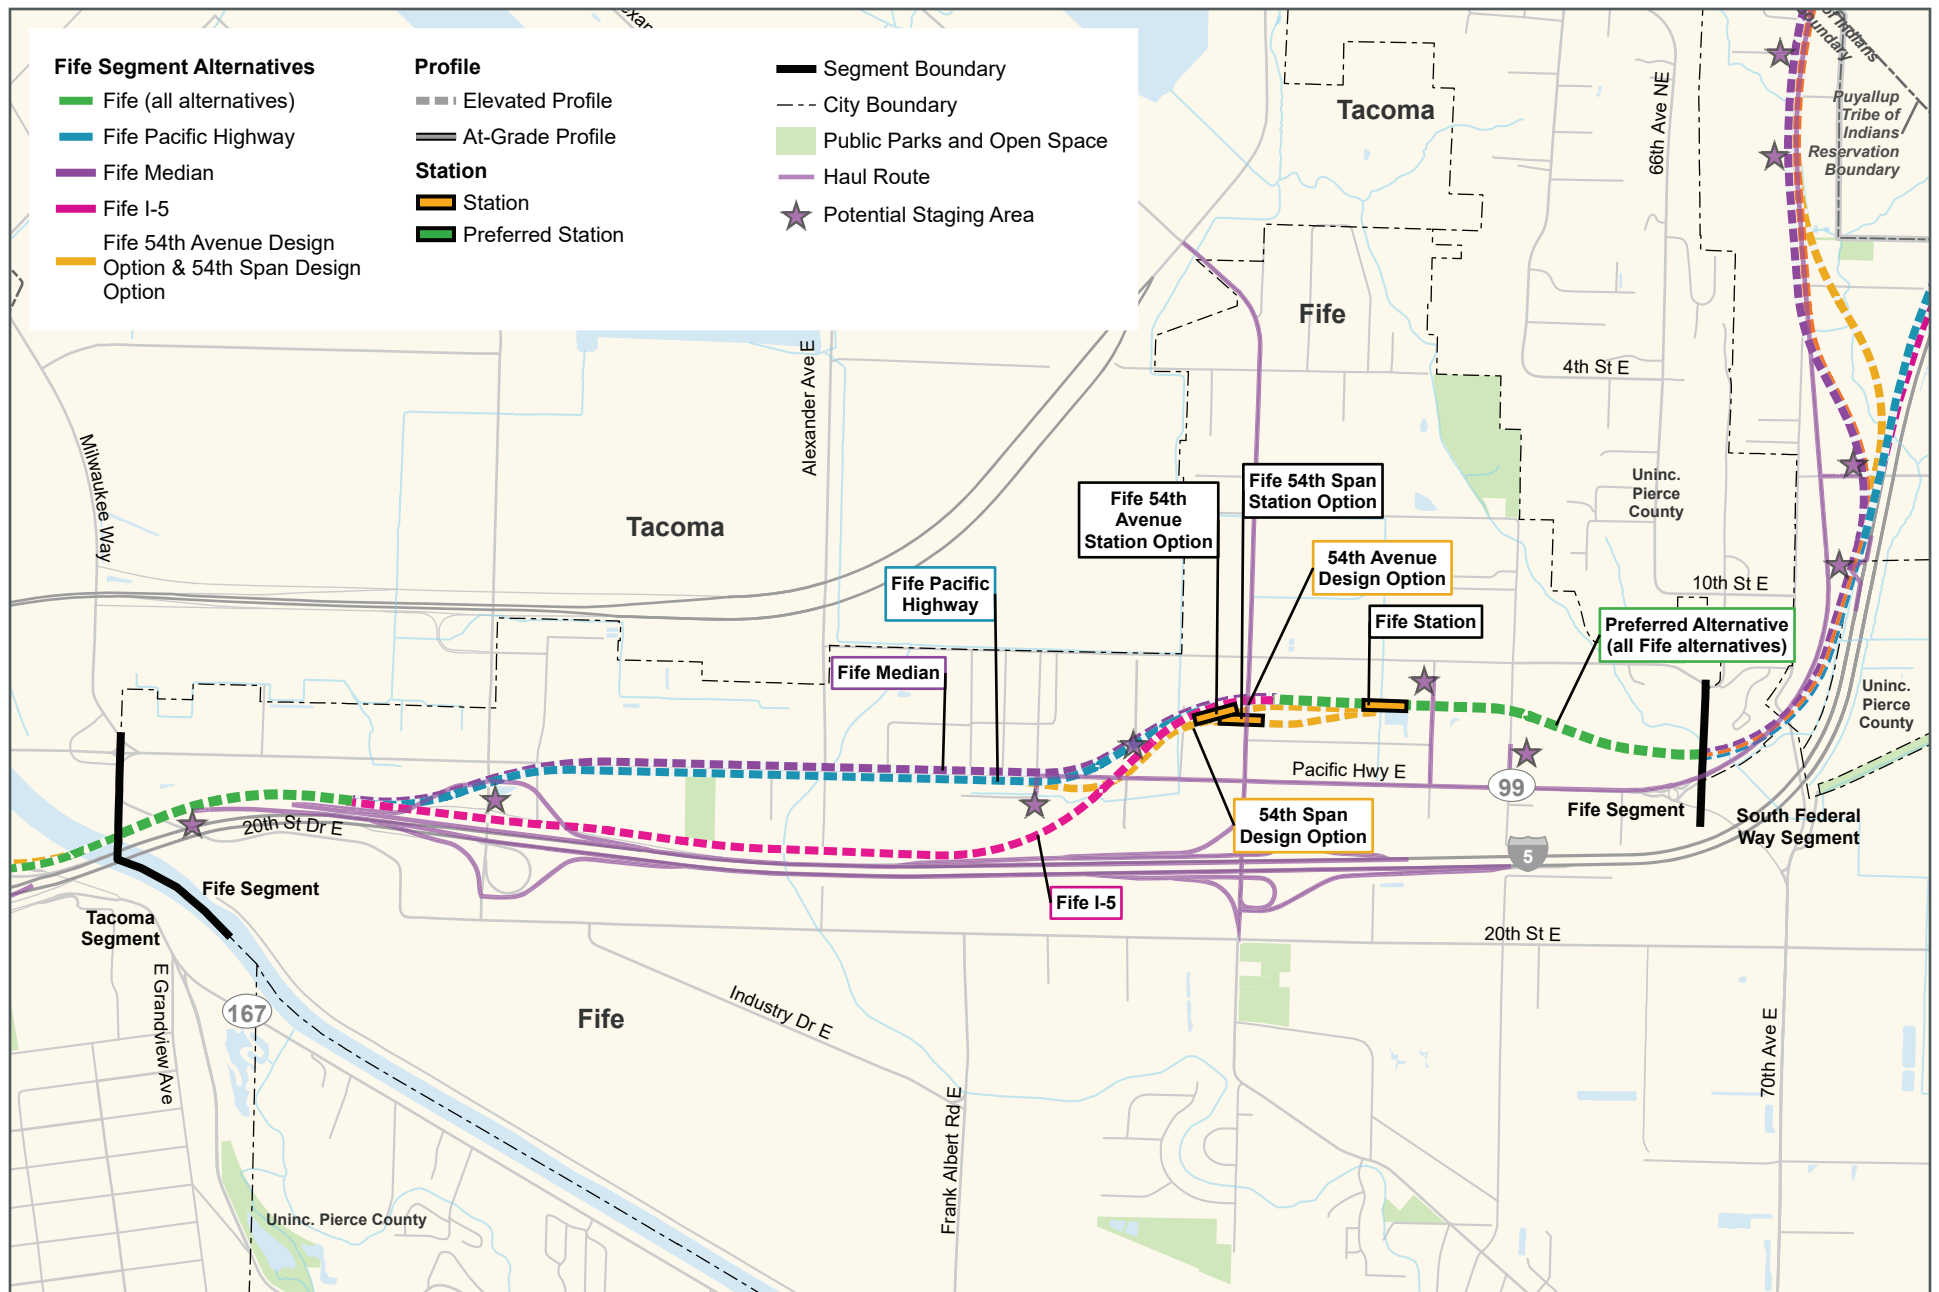 Fife Segment Alternatives
Fife (all alternatives)
Fife Pacific Highway
Fife Median
Fife I-5
Fife 54th Avenue Design
Option & 54th Span Design
Option
Profile
Elevated Profile
At-Grade Profile
Station
Station
Preferred Station
Segment Boundary
City Boundary
Public Parks and Open Space
Haul Route
Potential Staging Area
Tacoma
66th Ave NE
of Indians
Boundary
Puyallup
Tribe of
Indians
Reservation
Boundary
Fife
4th St E
Alexander Ave E
Milwaukee Way
Tacoma
Uninc.
Pierce
County
Fife 54th
Avenue
Station Option
Fife 54th Span
Station Option
54th Avenue
Design Option
Fife Pacific
Highway
Fife Station
10th St E
Preferred Alternative
(all Fife alternatives)
Fife Median
Uninc.
Pierce
County
Pacific Hwy E
99
Fife Segment
South Federal
Way Segment
54th Span
Design Option
20th St Dr E
5
Fife Segment
Fife I-5
Tacoma
Segment
20th St E
E Grandview Ave
167
Fife
Industry Dr E
Frank Albert Rd E
70th Ave E
Uninc. Pierce County